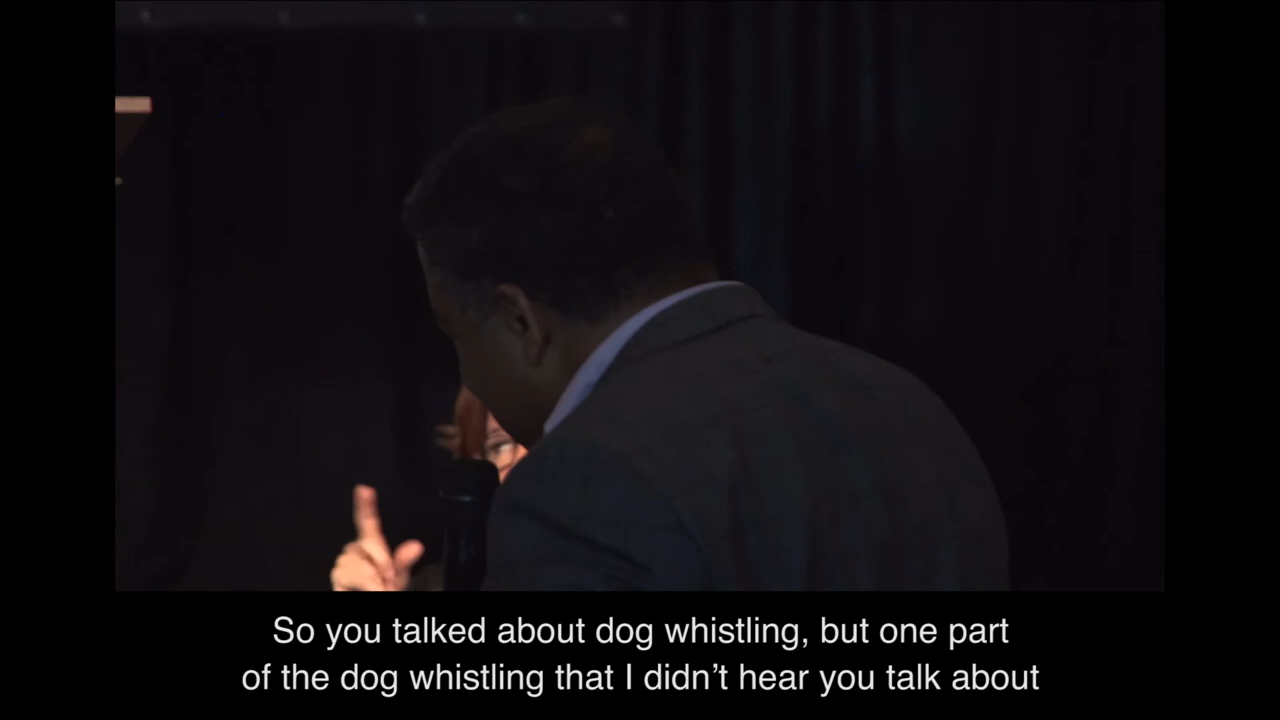 So you talked about dog whistling, but one part
of the dog whistling that I didn’t hear you talk about